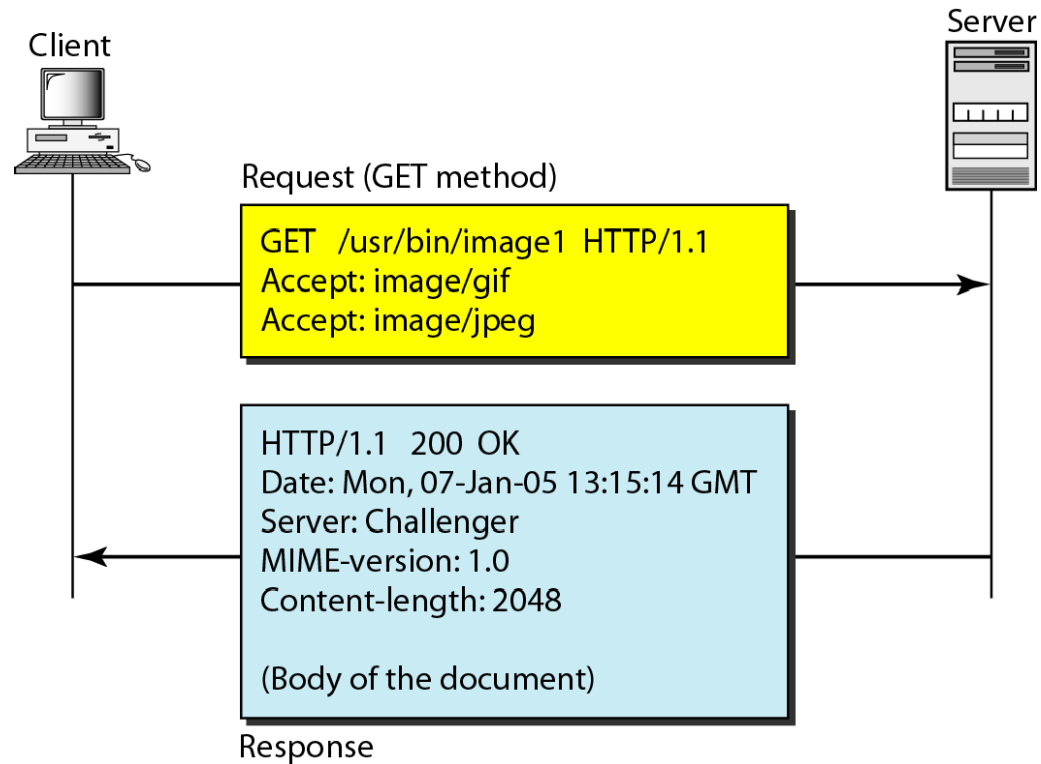 Client
Server
Request (GET method)
GET /usr/bin/image1 HTTP/1.1
Accept: image/gif
Accept: image/jpeg
HTTP/1.1 200 OK
Date: Mon, 07-Jan-05 13:15:14 GMT
Server: Challenger
MIME-version: 1.0
Content-length: 2048
(Body of the document)
Response